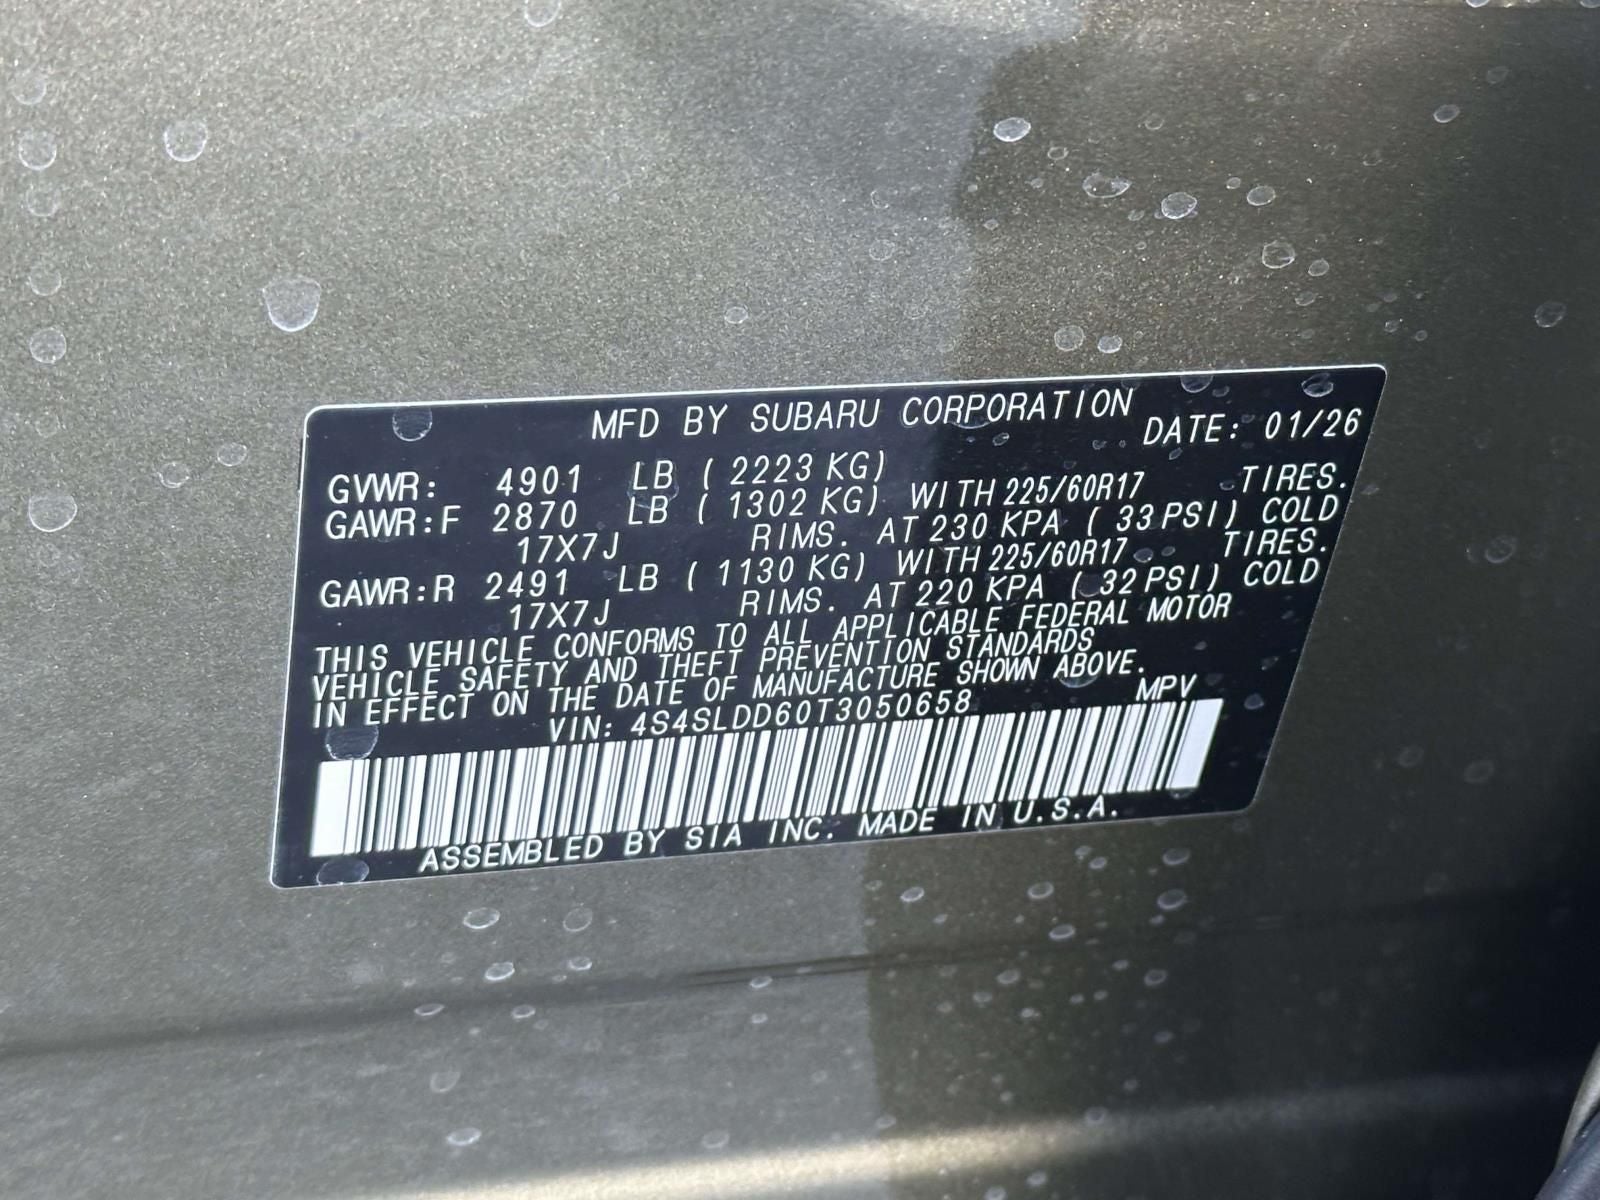 MFD BY SUBARU CORPORATION DATE: 01/26
GVWR: 4901 LB ( 2223 KG)
GAWR:F 2870 LB ( 1302 KG) WITH 225/60R17 TIRES.
17X7J RIMS. AT 230 KPA ( 33 PSI) COLD
GAWR:R 2491 LB ( 1130 KG) WITH 225/60R17 TIRES.
17X7J RIMS. AT 220 KPA ( 32 PSI) COLD
THIS VEHICLE CONFORMS TO ALL APPLICABLE FEDERAL MOTOR
VEHICLE SAFETY AND THEFT PREVENTION STANDARDS
IN EFFECT ON THE DATE OF MANUFACTURE SHOWN ABOVE.
VIN: 4S4SLDD60T3050658 MPV
ASSEMBLED BY SIA INC. MADE IN U.S.A.